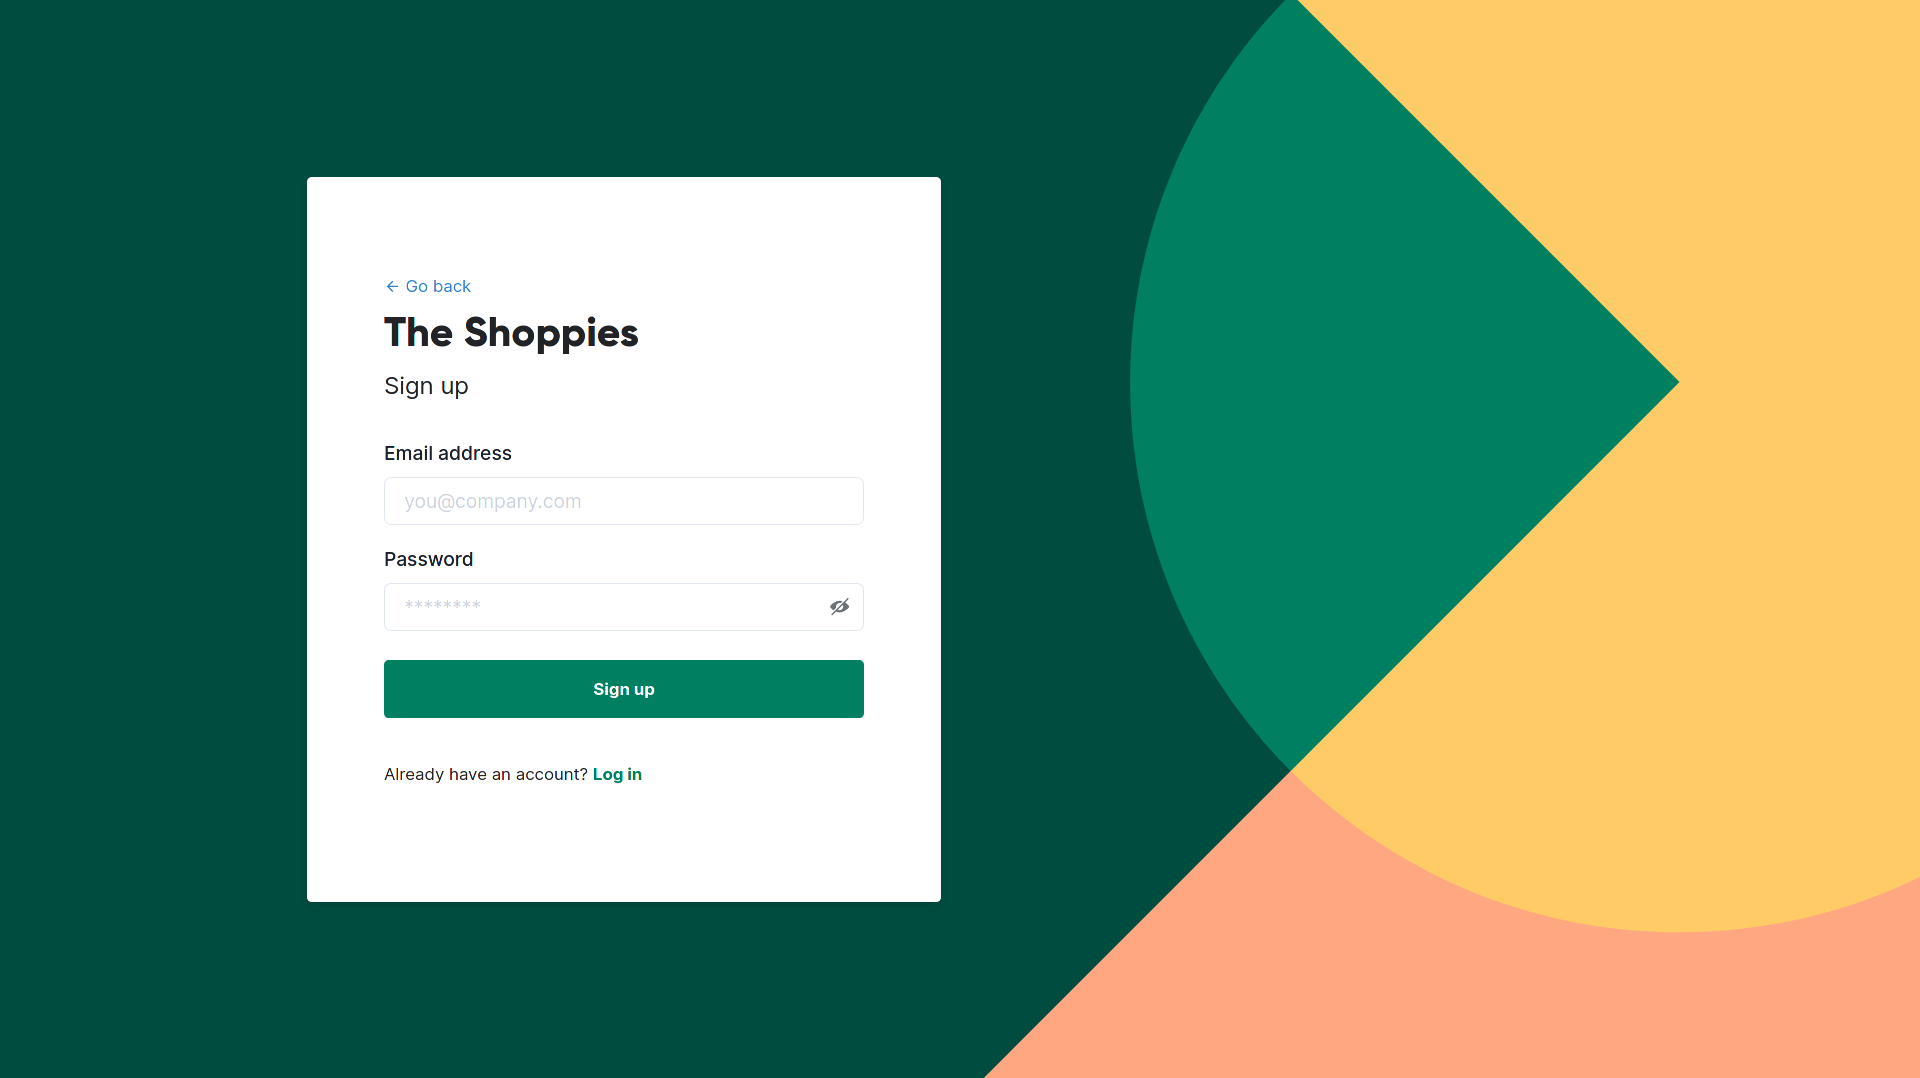 ← Go back
The Shoppies
Sign up
Email address
you@company.com
Password
********
Sign up
Already have an account? Log in